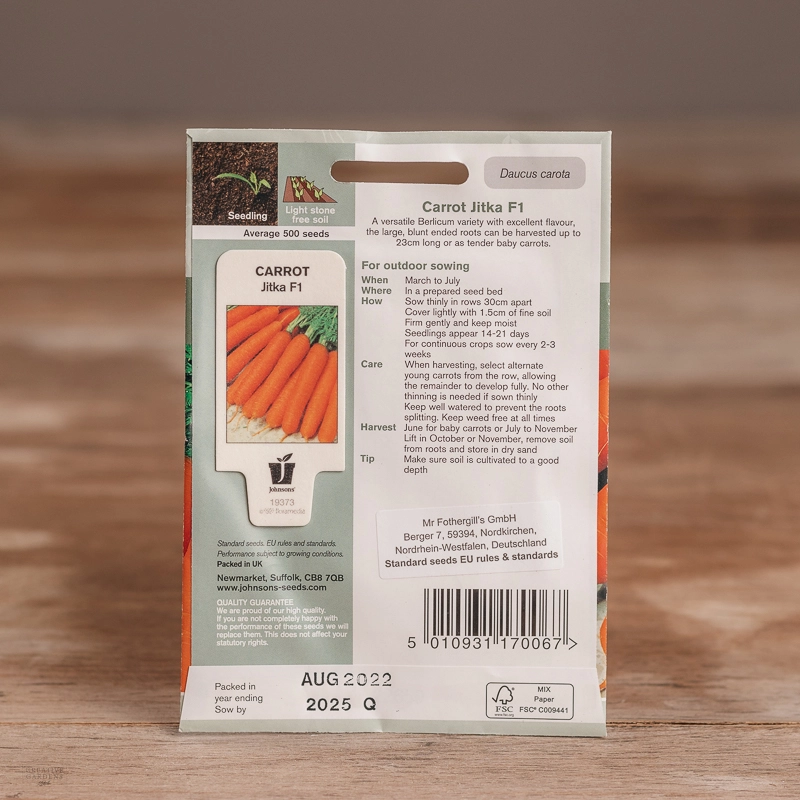 Seedling
Light stone
free soil
Average 500 seeds
Daucus carota
Carrot Jitka F1
A versatile Berlicum variety with excellent flavour,
the large, blunt ended roots can be harvested up to
23cm long or as tender baby carrots.
CARROT
Jitka F1
Johnsons
19373
For outdoor sowing
When March to July
Where In a prepared seed bed
How Sow thinly in rows 30cm apart
Cover lightly with 1.5cm of fine soil
Firm gently and keep moist
Seedlings appear 14-21 days
For continuous crops sow every 2-3
weeks
Care When harvesting, select alternate
young carrots from the row, allowing
the remainder to develop fully. No other
thinning is needed if sown thinly
Keep well watered to prevent the roots
splitting. Keep weed free at all times
Harvest June for baby carrots or July to November
Lift in October or November, remove soil
from roots and store in dry sand
Tip Make sure soil is cultivated to a good
depth
Standard seeds. EU rules and standards.
Performance subject to growing conditions.
Packed in UK
Newmarket, Suffolk, CB8 7QB
www.johnsons-seeds.com
QUALITY GUARANTEE
We are proud of our high quality.
If you are not completely happy with
the performance of these seeds we will
replace them. This does not affect your
statutory rights.
Mr Fothergill's GmbH
Berger 7, 59394, Nordkirchen,
Nordrhein-Westfalen, Deutschland
Standard seeds EU rules & standards
5 010931 170067 >
Packed in
year ending AUG 2022
Sow by 2025 Q
FSC
www.fsc.org
MIX
Paper
FSC® C009441